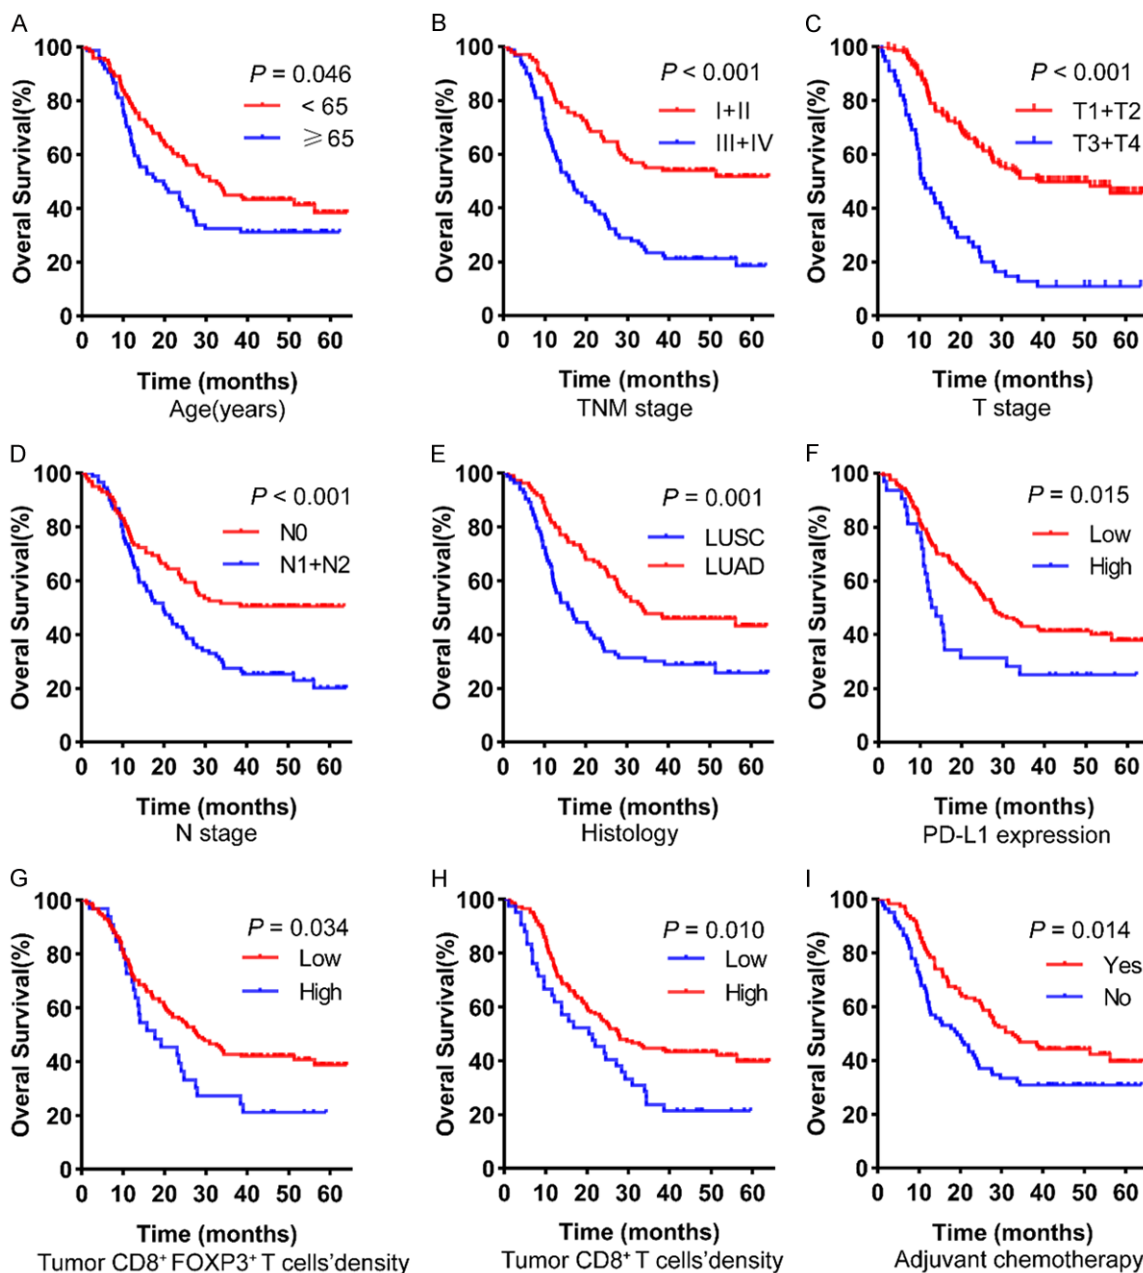 A
Overal Survival(%)
100
80
60
40
20
0
P = 0.046
< 65
⩾ 65
0 10 20 30 40 50 60
Time (months)
Age(years)
B
Overal Survival(%)
100
80
60
40
20
0
P < 0.001
I+II
III+IV
0 10 20 30 40 50 60
Time (months)
TNM stage
C
Overal Survival(%)
100
80
60
40
20
0
P < 0.001
T1+T2
T3+T4
0 10 20 30 40 50 60
Time (months)
T stage
D
Overal Survival(%)
100
80
60
40
20
0
P < 0.001
N0
N1+N2
0 10 20 30 40 50 60
Time (months)
N stage
E
Overal Survival(%)
100
80
60
40
20
0
P = 0.001
LUSC
LUAD
0 10 20 30 40 50 60
Time (months)
Histology
F
Overal Survival(%)
100
80
60
40
20
0
P = 0.015
Low
High
0 10 20 30 40 50 60
Time (months)
PD-L1 expression
G
Overal Survival(%)
100
80
60
40
20
0
P = 0.034
Low
High
0 10 20 30 40 50 60
Time (months)
Tumor CD8⁺ FOXP3⁺ T cells'density
H
Overal Survival(%)
100
80
60
40
20
0
P = 0.010
Low
High
0 10 20 30 40 50 60
Time (months)
Tumor CD8⁺ T cells'density
I
Overal Survival(%)
100
80
60
40
20
0
P = 0.014
Yes
No
0 10 20 30 40 50 60
Time (months)
Adjuvant chemotherapy